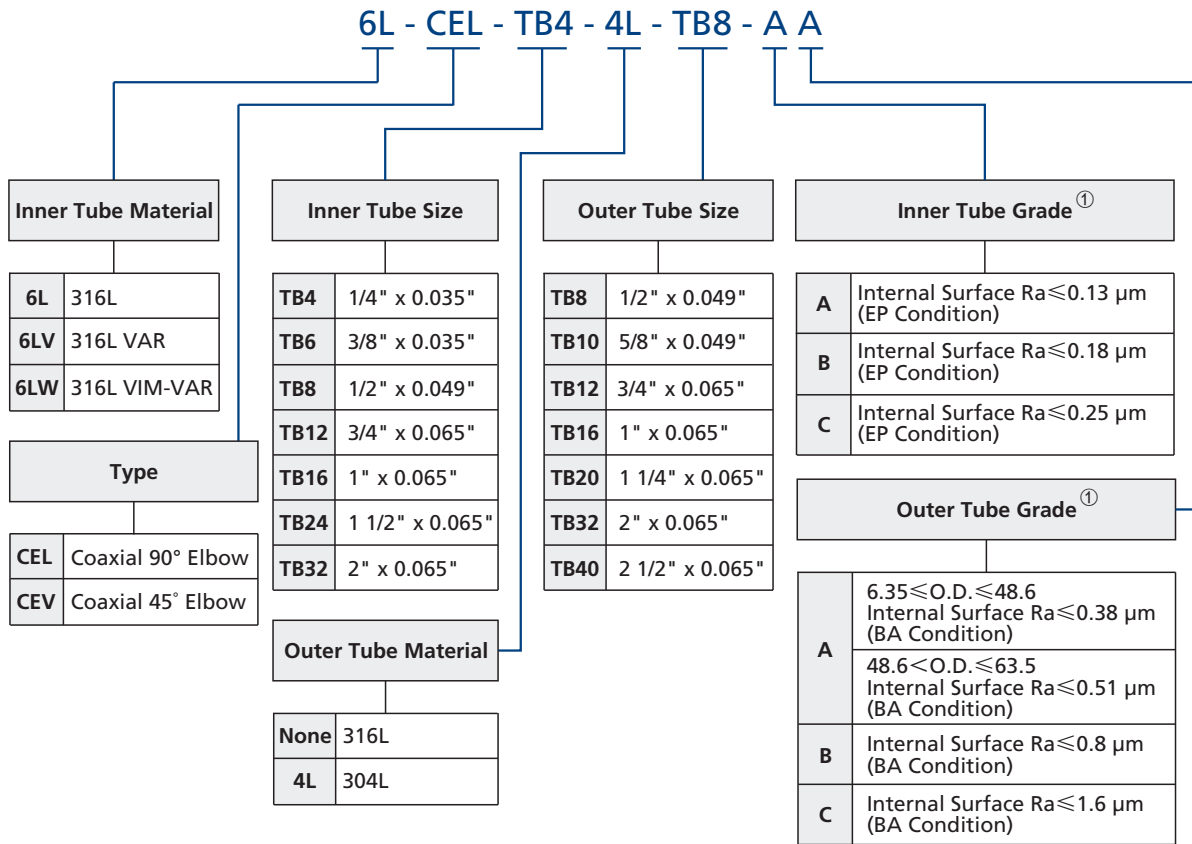 6L - CEL - TB4 - 4L - TB8 - A A
Inner Tube Material
6L 316L
6LV 316L VAR
6LW 316L VIM-VAR
Type
CEL Coaxial 90° Elbow
CEV Coaxial 45° Elbow
Inner Tube Size
TB4 1/4" x 0.035"
TB6 3/8" x 0.035"
TB8 1/2" x 0.049"
TB12 3/4" x 0.065"
TB16 1" x 0.065"
TB24 1 1/2" x 0.065"
TB32 2" x 0.065"
Outer Tube Material
None 316L
4L 304L
Outer Tube Size
TB8 1/2" x 0.049"
TB10 5/8" x 0.049"
TB12 3/4" x 0.065"
TB16 1" x 0.065"
TB20 1 1/4" x 0.065"
TB32 2" x 0.065"
TB40 2 1/2" x 0.065"
Inner Tube Grade ①
A Internal Surface Ra≤0.13 µm
(EP Condition)
B Internal Surface Ra≤0.18 µm
(EP Condition)
C Internal Surface Ra≤0.25 µm
(EP Condition)
Outer Tube Grade ①
A 6.35≤O.D.≤48.6
Internal Surface Ra≤0.38 µm
(BA Condition)
48.6<O.D.≤63.5
Internal Surface Ra≤0.51 µm
(BA Condition)
B Internal Surface Ra≤0.8 µm
(BA Condition)
C Internal Surface Ra≤1.6 µm
(BA Condition)